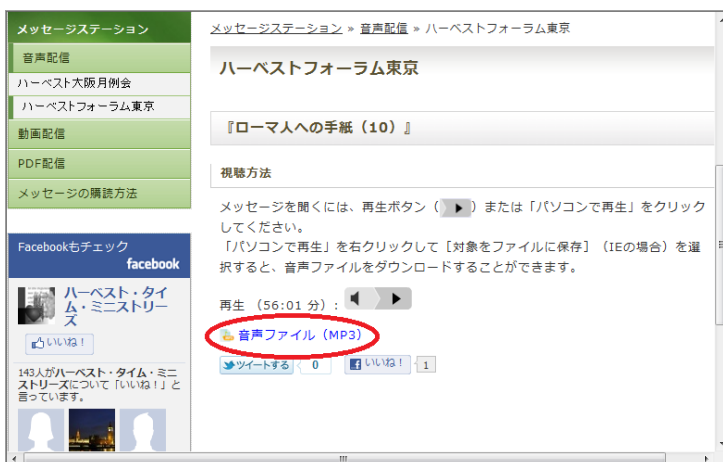 メッセージステーション
音声配信
ハーベスト大阪月例会
ハーベストフォーラム東京
動画配信
PDF配信
メッセージの購読方法
Facebookもチェック
facebook
ハーベスト・タイ
ム・ミニストリー
ズ
いいね！
143人がハーベスト・タイム・ミニ
ストリーズについて「いいね！」と
言っています。
メッセージステーション » 音声配信 » ハーベストフォーラム東京
ハーベストフォーラム東京
『ローマ人への手紙（10）』
視聴方法
メッセージを聞くには、再生ボタン（ ）または「パソコンで再生」をクリック
してください。
「パソコンで再生」を右クリックして［対象をファイルに保存］（IEの場合）を選
択すると、音声ファイルをダウンロードすることができます。
再生 （56:01 分）:
音声ファイル（MP3）
ツイートする 0 いいね！ 1